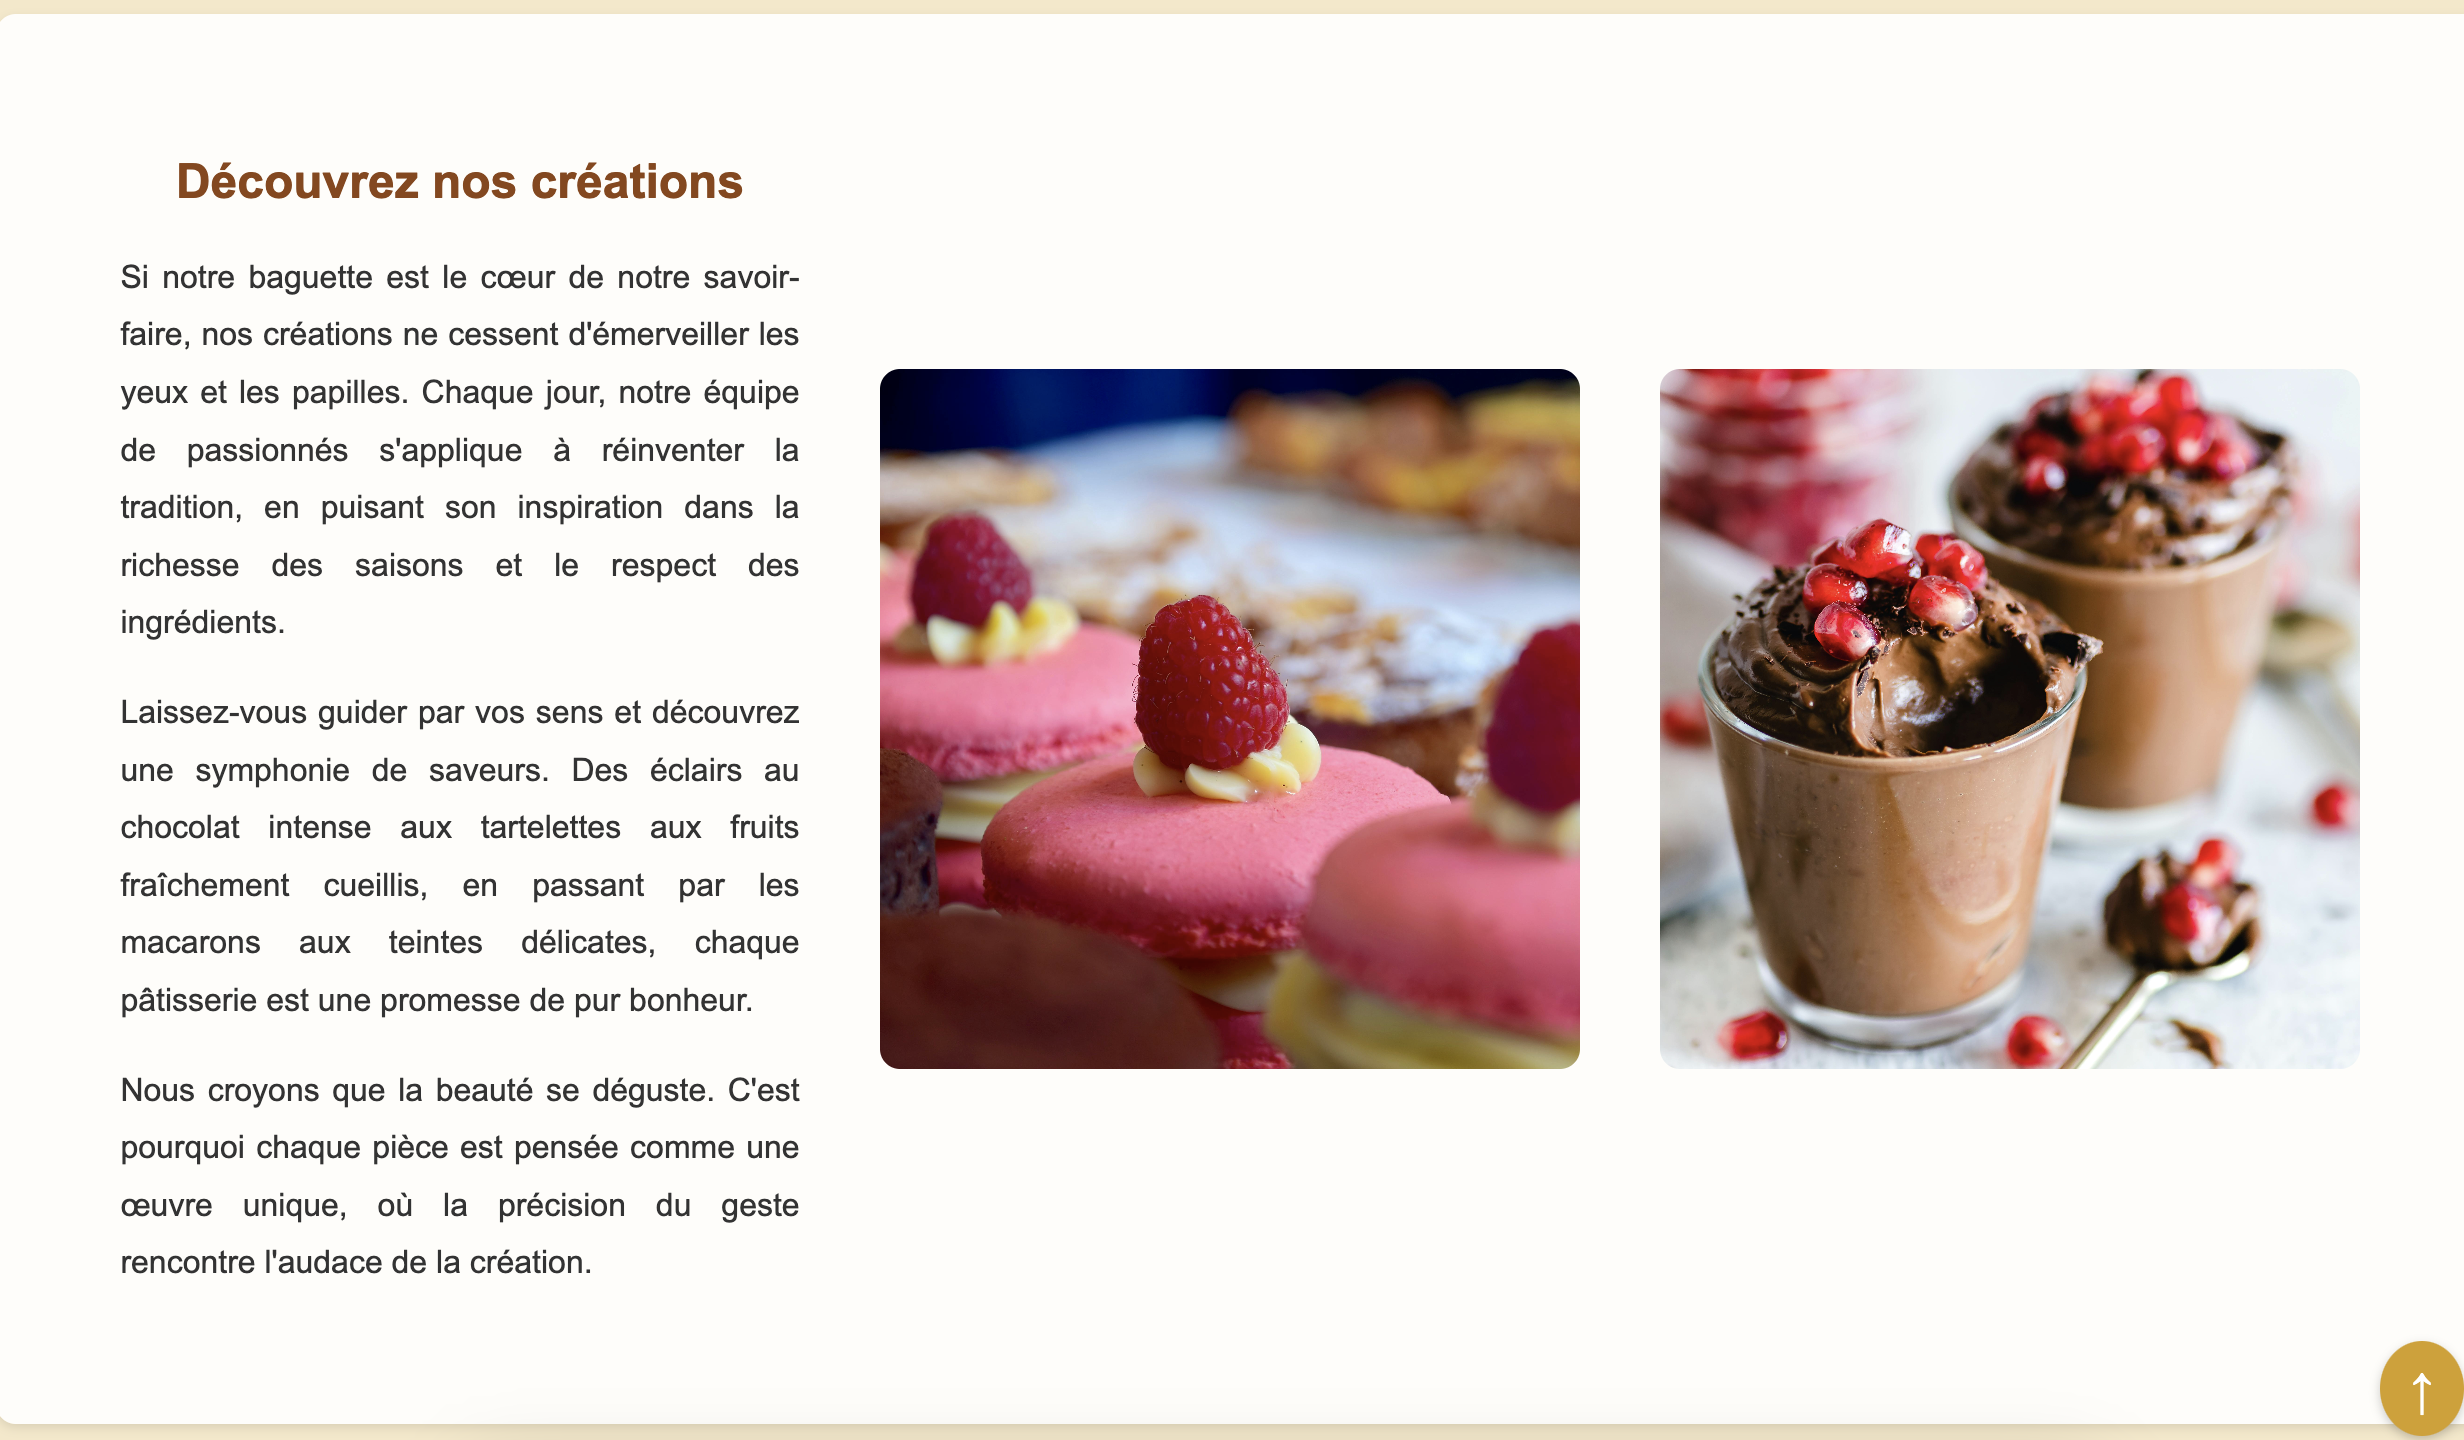 Découvrez nos créations
Si notre baguette est le cœur de notre savoir-
faire, nos créations ne cessent d'émerveiller les
yeux et les papilles. Chaque jour, notre équipe
de passionnés s'applique à réinventer la
tradition, en puisant son inspiration dans la
richesse des saisons et le respect des
ingrédients.
Laissez-vous guider par vos sens et découvrez
une symphonie de saveurs. Des éclairs au
chocolat intense aux tartelettes aux fruits
fraîchement cueillis, en passant par les
macarons aux teintes délicates, chaque
pâtisserie est une promesse de pur bonheur.
Nous croyons que la beauté se déguste. C'est
pourquoi chaque pièce est pensée comme une
œuvre unique, où la précision du geste
rencontre l'audace de la création.
↑